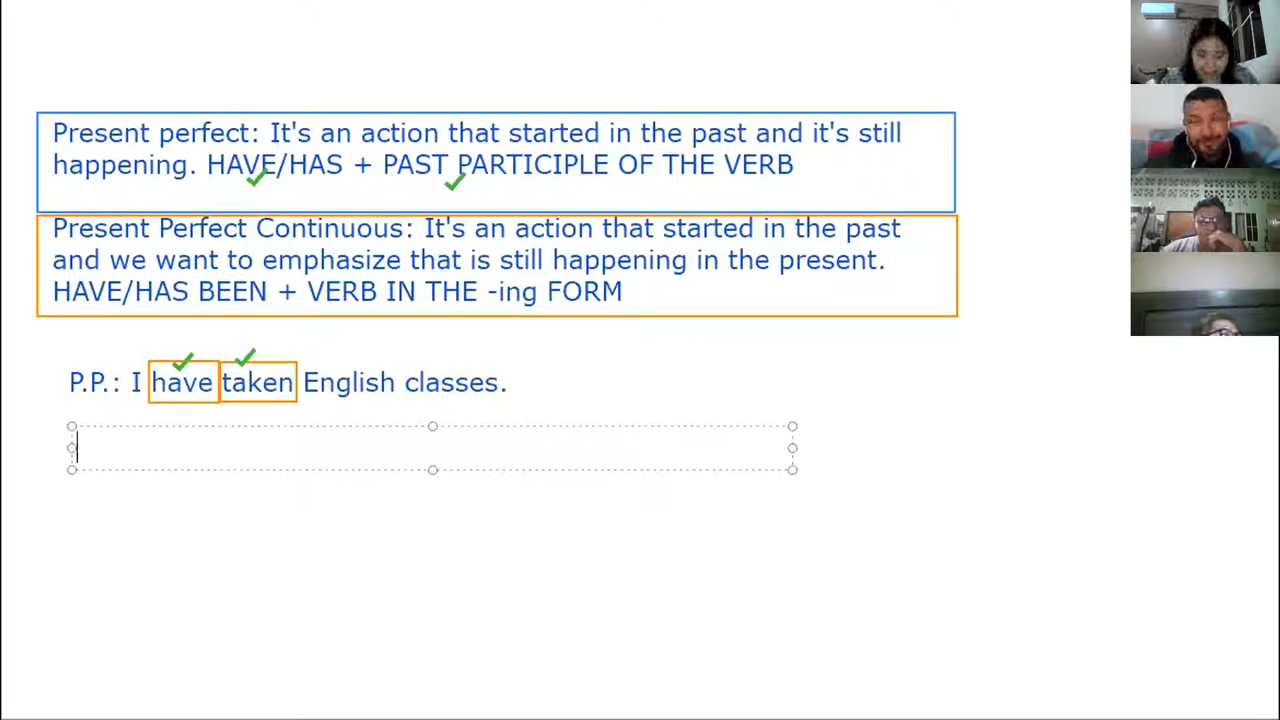 Present perfect: It's an action that started in the past and it's still
happening. HAVE/HAS + PAST PARTICIPLE OF THE VERB
Present Perfect Continuous: It's an action that started in the past
and we want to emphasize that is still happening in the present.
HAVE/HAS BEEN + VERB IN THE -ing FORM
P.P.: I have taken English classes.